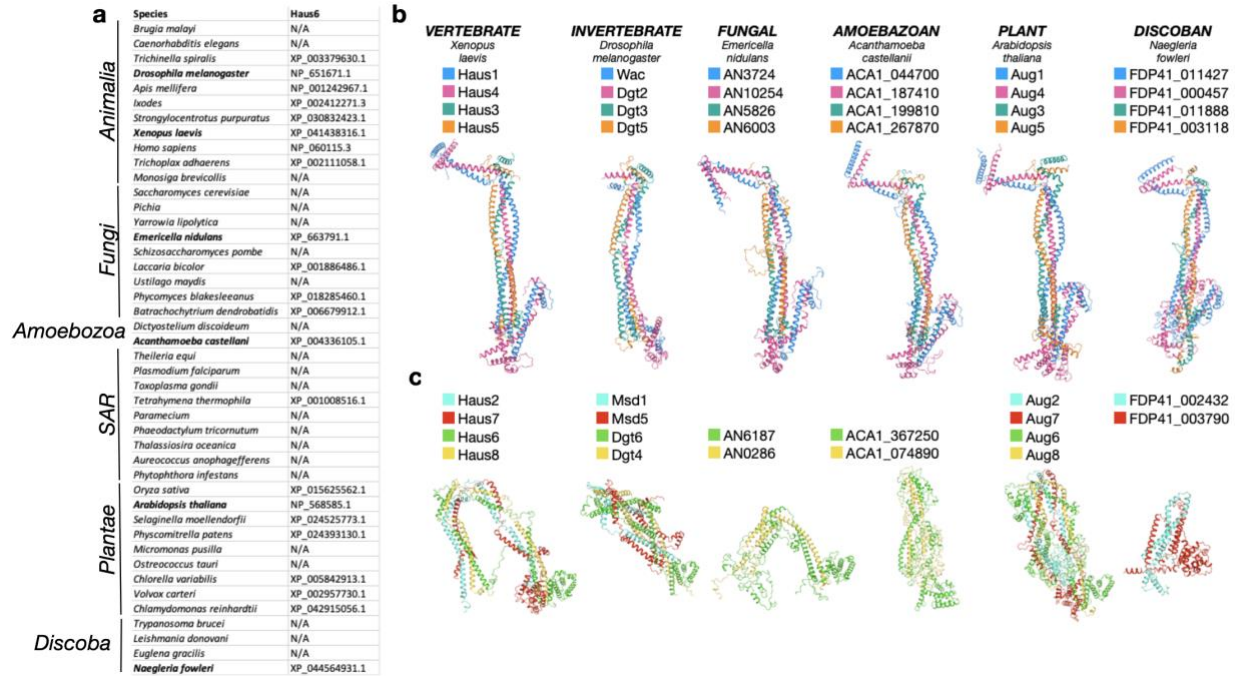 a
Species Haus6
Animalia
Brugia malayi N/A
Caenorhabditis elegans N/A
Trichinella spiralis XP_003379630.1
Drosophila melanogaster NP_651671.1
Apis mellifera NP_001242967.1
Ixodes XP_002412271.3
Strongylocentrotus purpuratus XP_030832423.1
Xenopus laevis XP_041438316.1
Homo sapiens NP_060115.3
Trichoplax adhaerens XP_002111058.1
Monosiga brevicollis N/A
Fungi
Saccharomyces cerevisiae N/A
Pichia N/A
Yarrowia lipolytica N/A
Emericella nidulans XP_663791.1
Schizosaccharomyces pombe N/A
Laccaria bicolor XP_001886486.1
Ustilago maydis N/A
Phycomyces blakesleeanus XP_018285460.1
Batrachochytrium dendrobatidis XP_006679912.1
Amoebozoa
Dictyostelium discoideum N/A
Acanthamoeba castellani XP_004336105.1
SAR
Theileria equi N/A
Plasmodium falciparum N/A
Toxoplasma gondii N/A
Tetrahymena thermophila XP_001008516.1
Paramecium N/A
Phaeodactylum tricornutum N/A
Thalassiosira oceanica N/A
Aureococcus anophagefferens N/A
Phytophthora infestans N/A
Plantae
Oryza sativa XP_015625562.1
Arabidopsis thaliana NP_568585.1
Selaginella moellendorfii XP_024525773.1
Physcomitrella patens XP_024393130.1
Micromonas pusilla N/A
Ostreococcus tauri N/A
Chlorella variabilis XP_005842913.1
Volvox carteri XP_002957730.1
Chlamydomonas reinhardtii XP_042915056.1
Discoba
Trypanosoma brucei N/A
Leishmania donovani N/A
Euglena gracilis N/A
Naegleria fowleri XP_044564931.1
b
VERTEBRATE INVERTEBRATE FUNGAL AMOEBAZOAN PLANT DISCOBAN
Xenopus Drosophila Emericella Acanthamoeba Arabidopsis Naegleria
laevis melanogaster nidulans castellanii thaliana fowleri
Haus1 Wac AN3724 ACA1_044700 Aug1 FDP41_011427
Haus4 Dgt2 AN10254 ACA1_187410 Aug4 FDP41_000457
Haus3 Dgt3 AN5826 ACA1_199810 Aug3 FDP41_011888
Haus5 Dgt5 AN6003 ACA1_267870 Aug5 FDP41_003118
c
Haus2 Msd1 Aug2 FDP41_002432
Haus7 Msd5 Aug7 FDP41_003790
Haus6 Dgt6 AN6187 ACA1_367250 Aug6
Haus8 Dgt4 AN0286 ACA1_074890 Aug8